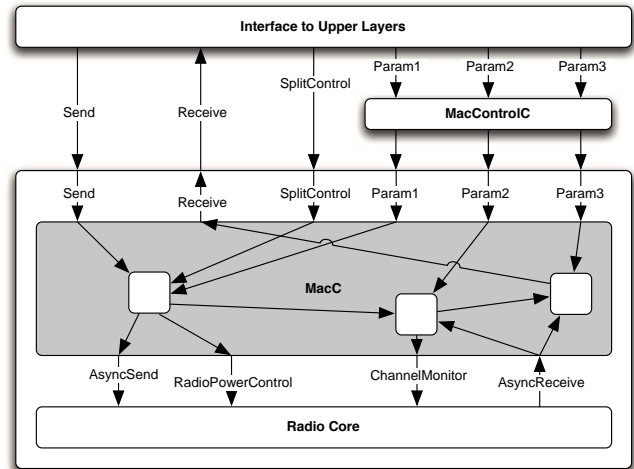 Interface to Upper Layers
Param1 Param2 Param3
SplitControl
Send Receive MacControlC
Send Receive SplitControl Param1 Param2 Param3
MacC
AsyncSend RadioPowerControl ChannelMonitor AsyncReceive
Radio Core